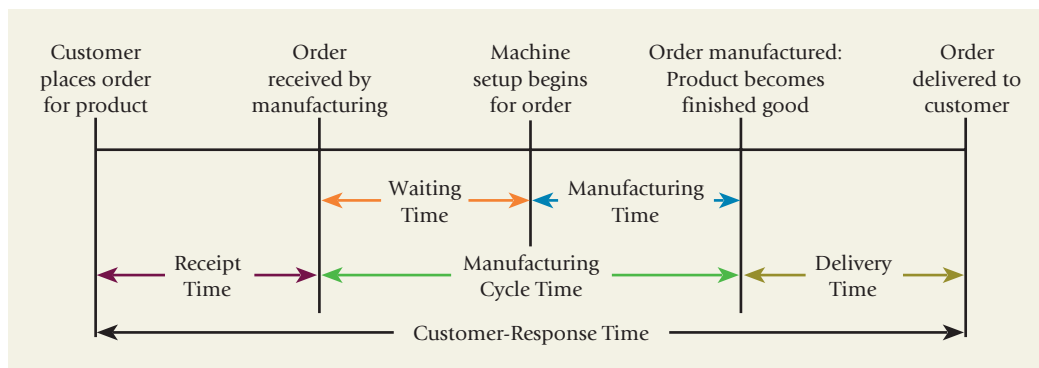 Customer
places order
for product
Order
received by
manufacturing
Machine
setup begins
for order
Order manufactured:
Product becomes
finished good
Order
delivered to
customer
Waiting
Time
Manufacturing
Time
Receipt
Time
Manufacturing
Cycle Time
Delivery
Time
Customer-Response Time